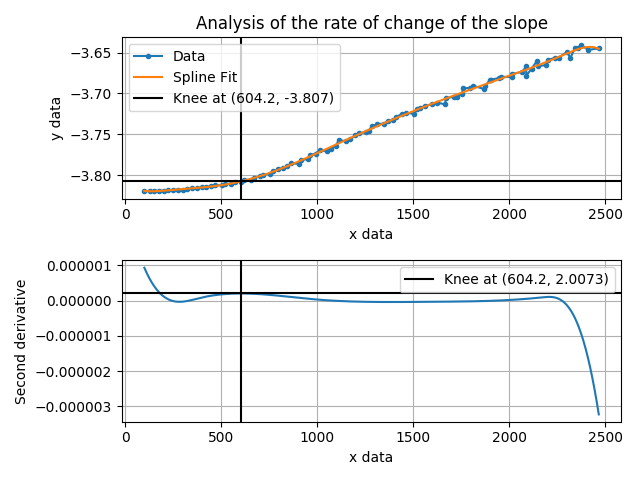 Analysis of the rate of change of the slope
Data
Spline Fit
Knee at (604.2, -3.807)
−3.65
−3.70
−3.75
−3.80
y data
0 500 1000 1500 2000 2500
x data
Knee at (604.2, 2.0073)
0.000001
0.000000
−0.000001
−0.000002
−0.000003
Second derivative
0 500 1000 1500 2000 2500
x data